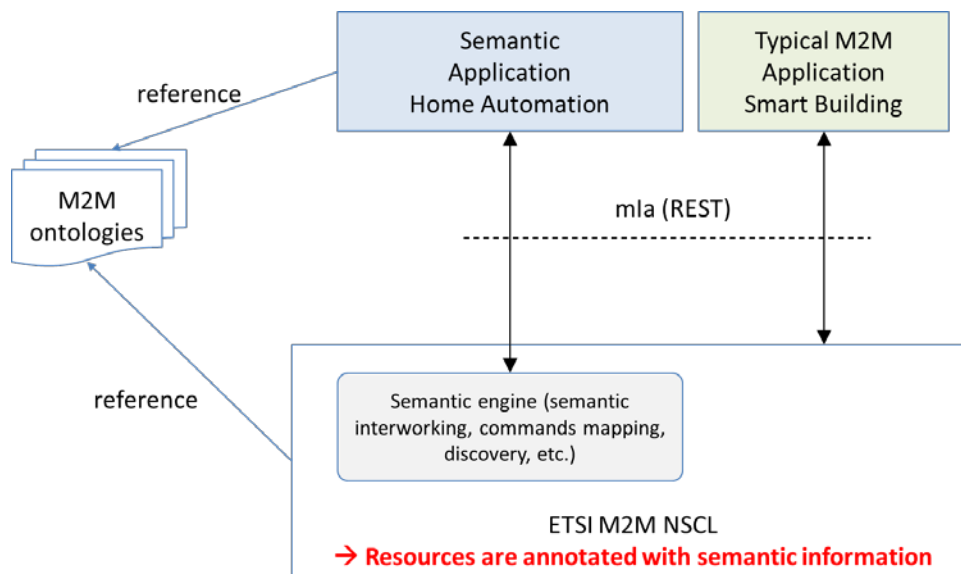 Semantic
Application
Home Automation
Typical M2M
Application
Smart Building
reference
M2M
ontologies
mIa (REST)
reference
Semantic engine (semantic
interworking, commands mapping,
discovery, etc.)
ETSI M2M NSCL
→ Resources are annotated with semantic information